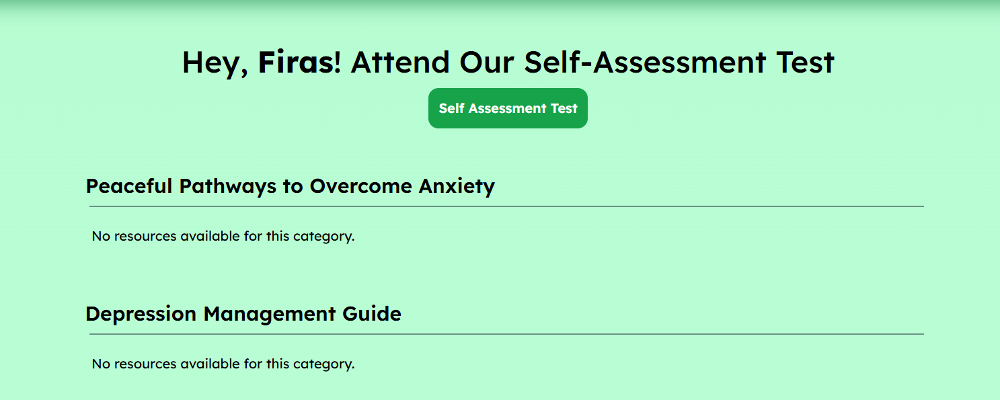 Hey, Firas! Attend Our Self-Assessment Test
Self Assessment Test
Peaceful Pathways to Overcome Anxiety
No resources available for this category.
Depression Management Guide
No resources available for this category.